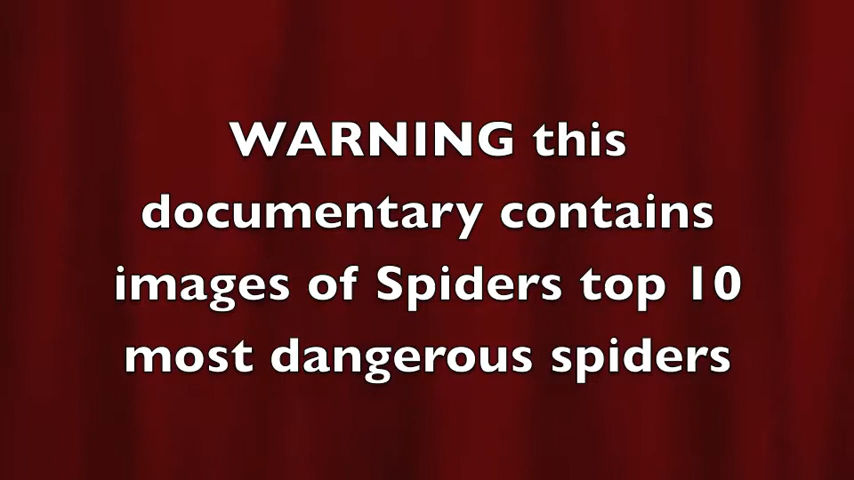 WARNING this
documentary contains
images of Spiders top 10
most dangerous spiders